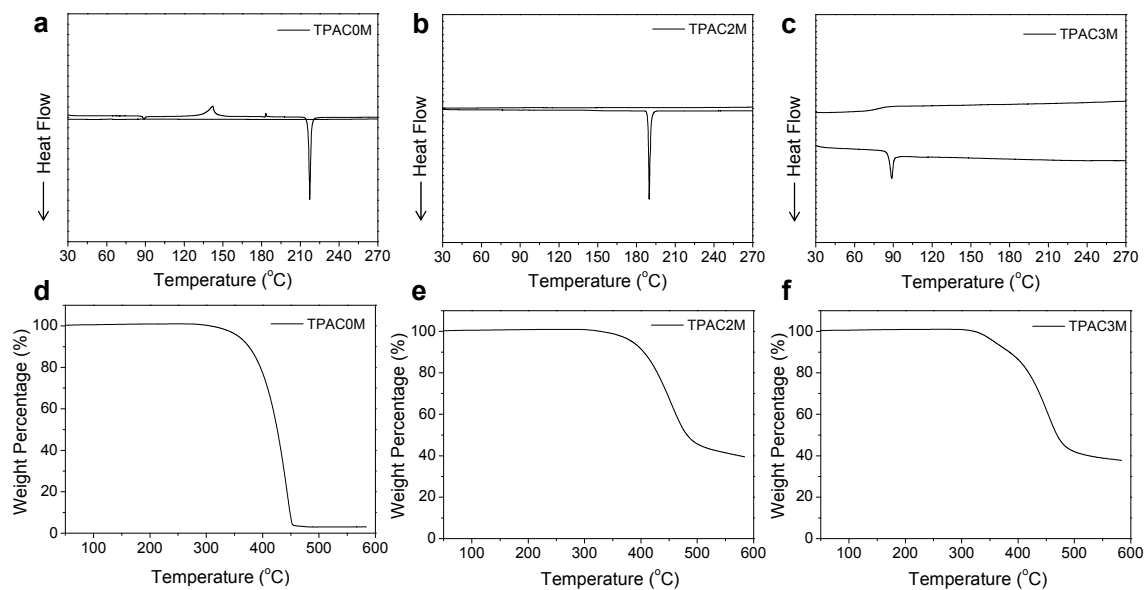 a
TPAC0M
Heat Flow
30 60 90 120 150 180 210 240 270
Temperature (°C)
b
TPAC2M
Heat Flow
30 60 90 120 150 180 210 240 270
Temperature (°C)
c
TPAC3M
Heat Flow
30 60 90 120 150 180 210 240 270
Temperature (°C)
d
TPAC0M
Weight Percentage (%)
100
80
60
40
20
0
100 200 300 400 500 600
Temperature (°C)
e
TPAC2M
Weight Percentage (%)
100
80
60
40
20
0
100 200 300 400 500 600
Temperature (°C)
f
TPAC3M
Weight Percentage (%)
100
80
60
40
20
0
100 200 300 400 500 600
Temperature (°C)